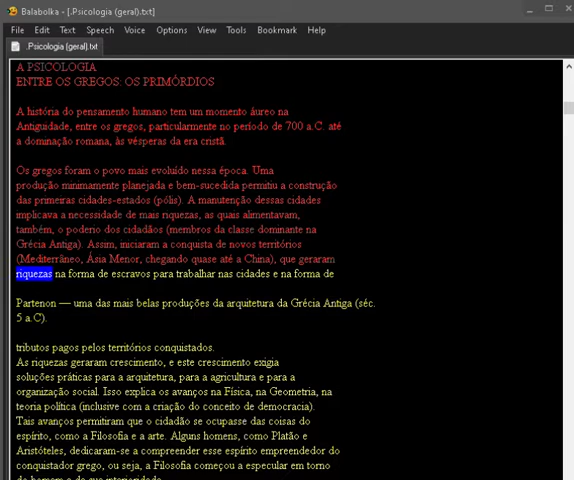 Balabolka - [.Psicologia (geral).txt]
File Edit Text Speech Voice Options View Tools Bookmark Help
.Psicologia (geral).txt
A PSICOLOGIA
ENTRE OS GREGOS: OS PRIMÓRDIOS
A história do pensamento humano tem um momento áureo na
Antiguidade, entre os gregos, particularmente no período de 700 a.C. até
a dominação romana, às vésperas da era cristã.
Os gregos foram o povo mais evoluído nessa época. Uma
produção minimamente planejada e bem-sucedida permitiu a construção
das primeiras cidades-estados (pólis). A manutenção dessas cidades
implicava a necessidade de mais riquezas, as quais alimentavam,
também, o poderio dos cidadãos (membros da classe dominante na
Grécia Antiga). Assim, iniciaram a conquista de novos territórios
(Mediterrâneo, Ásia Menor, chegando quase até a China), que geraram
riquezas na forma de escravos para trabalhar nas cidades e na forma de
Partenon — uma das mais belas produções da arquitetura da Grécia Antiga (séc.
5 a.C).
tributos pagos pelos territórios conquistados.
As riquezas geraram crescimento, e este crescimento exigia
soluções práticas para a arquitetura, para a agricultura e para a
organização social. Isso explica os avanços na Física, na Geometria, na
teoria política (inclusive com a criação do conceito de democracia).
Tais avanços permitiram que o cidadão se ocupasse das coisas do
espírito, como a Filosofia e a arte. Alguns homens, como Platão e
Aristóteles, dedicaram-se a compreender esse espírito empreendedor do
conquistador grego, ou seja, a Filosofia começou a especular em torno
do homem e da sua interioridade.